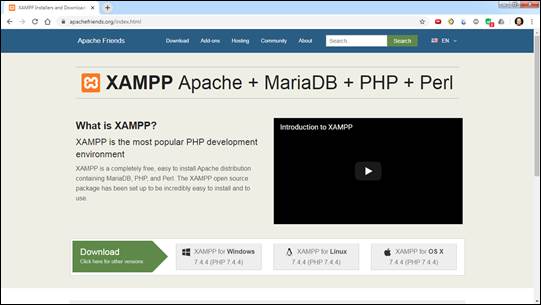 XAMPP Installers and Download
apachefriends.org/index.html
Apache Friends
Download Add-ons Hosting Community About Search Search EN
XAMPP Apache + MariaDB + PHP + Perl
What is XAMPP?
XAMPP is the most popular PHP development
environment
XAMPP is a completely free, easy to install Apache distribution
containing MariaDB, PHP, and Perl. The XAMPP open source
package has been set up to be incredibly easy to install and to
use.
Introduction to XAMPP
Download
Click here for other versions
XAMPP for Windows
7.4.4 (PHP 7.4.4)
XAMPP for Linux
7.4.4 (PHP 7.4.4)
XAMPP for OS X
7.4.4 (PHP 7.4.4)